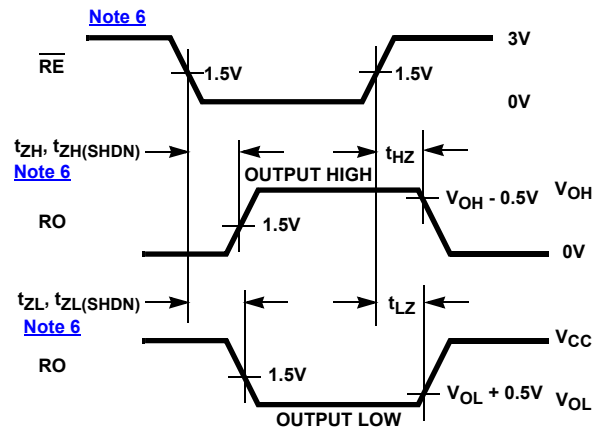 Note 6
RE
3V
1.5V
1.5V
0V
tZH, tZH(SHDN)
Note 6
tHZ
OUTPUT HIGH
VOH - 0.5V
VOH
RO
1.5V
0V
tZL, tZL(SHDN)
Note 6
tLZ
RO
VCC
1.5V
VOL + 0.5V
VOL
OUTPUT LOW